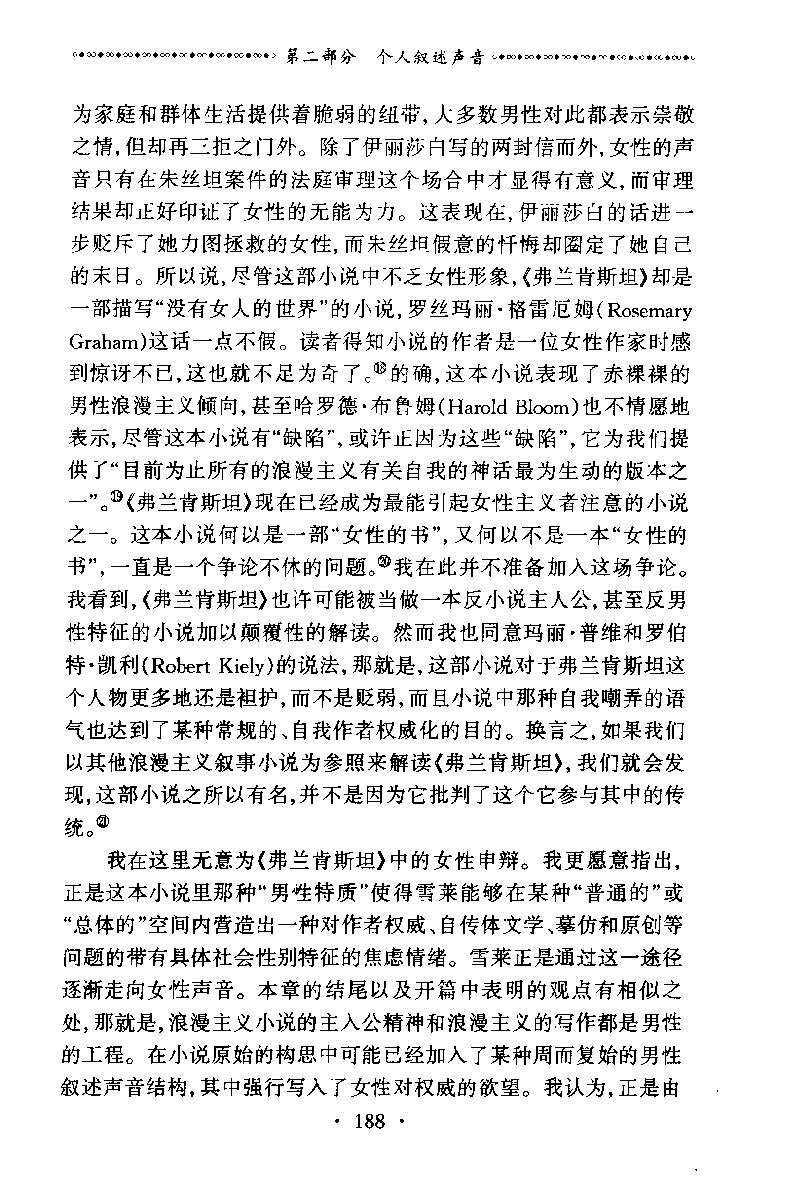 第二部分 个人叙述声音
为家庭和群体生活提供着脆弱的纽带,大多数男性对此都表示崇敬
之情,但却再三拒之门外。除了伊丽莎白写的两封信而外,女性的声
音只有在朱丝坦案件的法庭审理这个场合中才显得有意义,而审理
结果却正好印证了女性的无能为力。这表现在,伊丽莎白的话进一
步贬斥了她力图拯救的女性,而朱丝坦假意的忏悔却圈定了她自己
的末日。所以说,尽管这部小说中不乏女性形象,《弗兰肯斯坦》却是
一部描写“没有女人的世界”的小说,罗丝玛丽·格雷厄姆(Rosemary
Graham)这话一点不假。读者得知小说的作者是一位女性作家时感
到惊讶不已,这也就不足为奇了。⑱的确,这本小说表现了赤裸裸的
男性浪漫主义倾向,甚至哈罗德·布鲁姆(Harold Bloom)也不情愿地
表示,尽管这本小说有“缺陷”,或许正因为这些“缺陷”,它为我们提
供了“目前为止所有的浪漫主义有关自我的神话最为生动的版本之
一”。⑲《弗兰肯斯坦》现在已经成为最能引起女性主义者注意的小说
之一。这本小说何以是一部“女性的书”,又何以不是一本“女性的
书”,一直是一个争论不休的问题。⑳我在此并不准备加入这场争论。
我看到,《弗兰肯斯坦》也许可能被当做一本反小说主人公,甚至反男
性特征的小说加以颠覆性的解读。然而我也同意玛丽·普维和罗伯
特·凯利(Robert Kiely)的说法,那就是,这部小说对于弗兰肯斯坦这
个人物更多地还是袒护,而不是贬弱,而且小说中那种自我嘲弄的语
气也达到了某种常规的、自我作者权威化的目的。换言之,如果我们
以其他浪漫主义叙事小说为参照来解读《弗兰肯斯坦》,我们就会发
现,这部小说之所以有名,并不是因为它批判了这个它参与其中的传
统。㉑
我在这里无意为《弗兰肯斯坦》中的女性申辩。我更愿意指出,
正是这本小说里那种“男性特质”使得雪莱能够在某种“普通的”或
“总体的”空间内营造出一种对作者权威、自传体文学、摹仿和原创等
问题的带有具体社会性别特征的焦虑情绪。雪莱正是通过这一途径
逐渐走向女性声音。本章的结尾以及开篇中表明的观点有相似之
处,那就是,浪漫主义小说的主人公精神和浪漫主义的写作都是男性
的工程。在小说原始的构思中可能已经加入了某种周而复始的男性
叙述声音结构,其中强行写入了女性对权威的欲望。我认为,正是由
· 188 ·